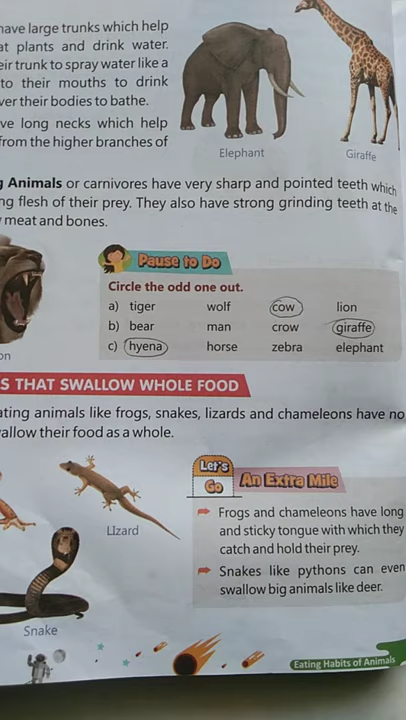 have large trunks which help
at plants and drink water.
eir trunk to spray water like a
to their mouths to drink
ver their bodies to bathe.
ve long necks which help
from the higher branches of
Elephant
Giraffe
g Animals or carnivores have very sharp and pointed teeth which
ng flesh of their prey. They also have strong grinding teeth at the
meat and bones.
Pause to Do
Circle the odd one out.
a) tiger wolf cow lion
b) bear man crow giraffe
c) hyena horse zebra elephant
on
S THAT SWALLOW WHOLE FOOD
ating animals like frogs, snakes, lizards and chameleons have no
allow their food as a whole.
Let's
Go
An Extra Mile
Frogs and chameleons have long
and sticky tongue with which they
catch and hold their prey.
Snakes like pythons can even
swallow big animals like deer.
LIzard
Snake
Eating Habits of Animals